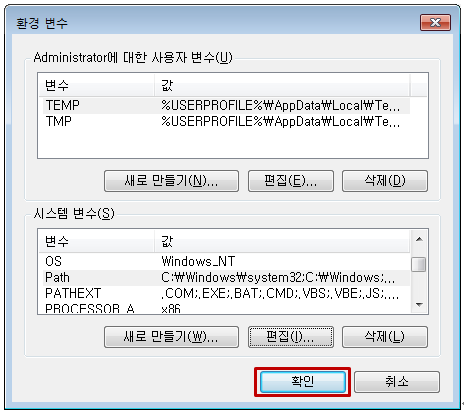 환경 변수
Administrator에 대한 사용자 변수(U)
변수 값
TEMP %USERPROFILE%₩AppData₩Local₩Te...
TMP %USERPROFILE%₩AppData₩Local₩Te...
새로 만들기(N)... 편집(E)... 삭제(D)
시스템 변수(S)
변수 값
OS Windows_NT
Path C:₩Windows₩system32;C:₩Windows;...
PATHEXT .COM;.EXE;.BAT;.CMD;.VBS;.VBE;.JS;...
PROCESSOR_A x86
새로 만들기(W)... 편집(I)... 삭제(L)
확인 취소